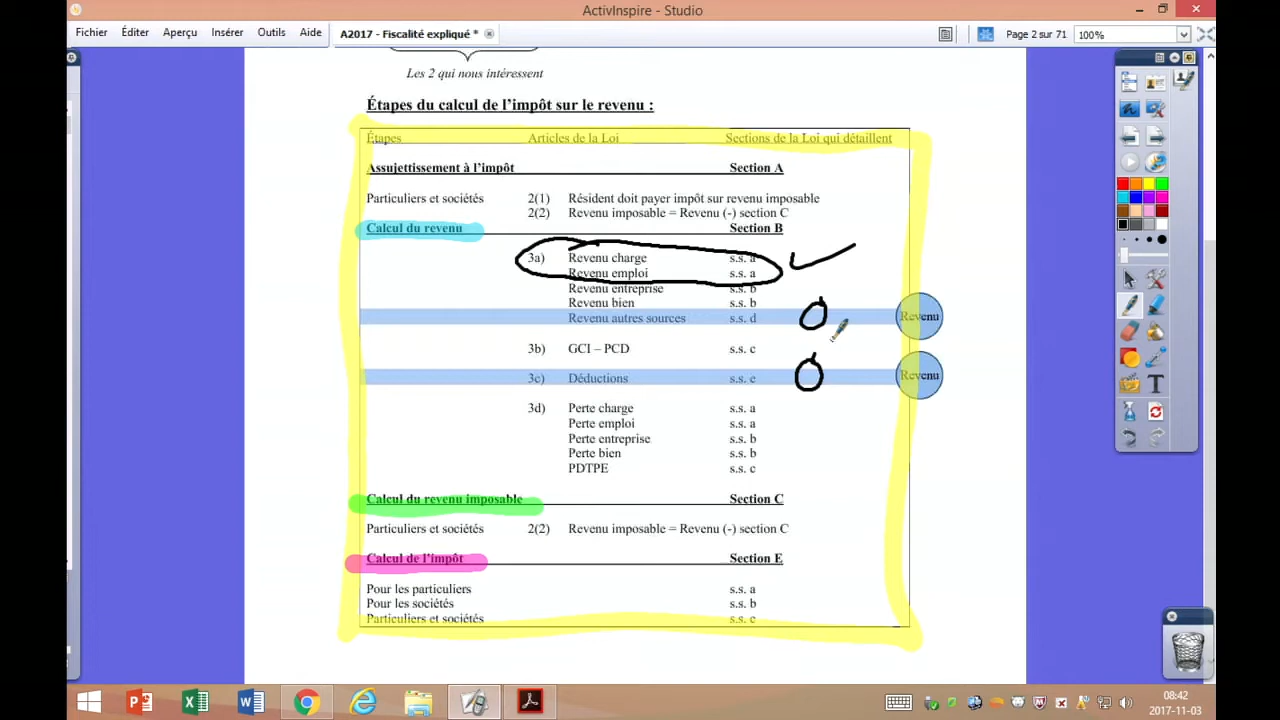 ActivInspire - Studio
Fichier Éditer Aperçu Insérer Outils Aide A2017 - Fiscalité expliqué * Page 2 sur 71 100%
Les 2 qui nous intéressent
Étapes du calcul de l'impôt sur le revenu :
Étapes Articles de la Loi Sections de la Loi qui détaillent
Assujettissement à l'impôt Section A
Particuliers et sociétés 2(1) Résident doit payer impôt sur revenu imposable
2(2) Revenu imposable = Revenu (-) section C
Calcul du revenu Section B
3a) Revenu charge s.s. a
Revenu emploi s.s. a
Revenu entreprise s.s. b
Revenu bien s.s. b
Revenu autres sources s.s. d Revenu
3b) GCI – PCD s.s. c
3c) Déductions s.s. e Revenu
3d) Perte charge s.s. a
Perte emploi s.s. a
Perte entreprise s.s. b
Perte bien s.s. b
PDTPE s.s. c
Calcul du revenu imposable Section C
Particuliers et sociétés 2(2) Revenu imposable = Revenu (-) section C
Calcul de l'impôt Section E
Pour les particuliers s.s. a
Pour les sociétés s.s. b
Particuliers et sociétés s.s. c
08:42
2017-11-03